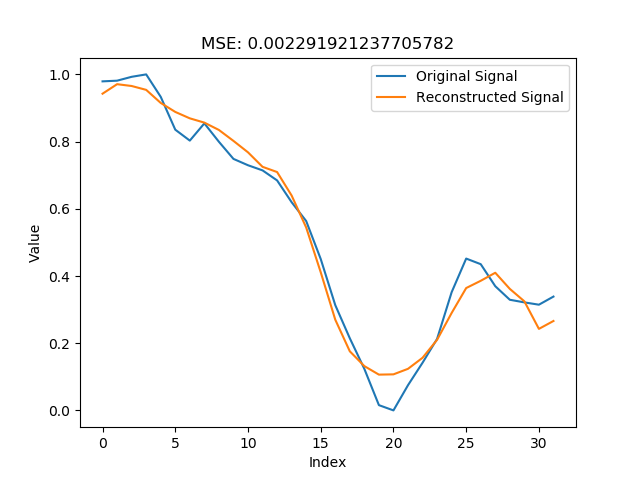 MSE: 0.002291921237705782
Original Signal
Reconstructed Signal
1.0
0.8
0.6
0.4
0.2
0.0
Value
0 5 10 15 20 25 30
Index